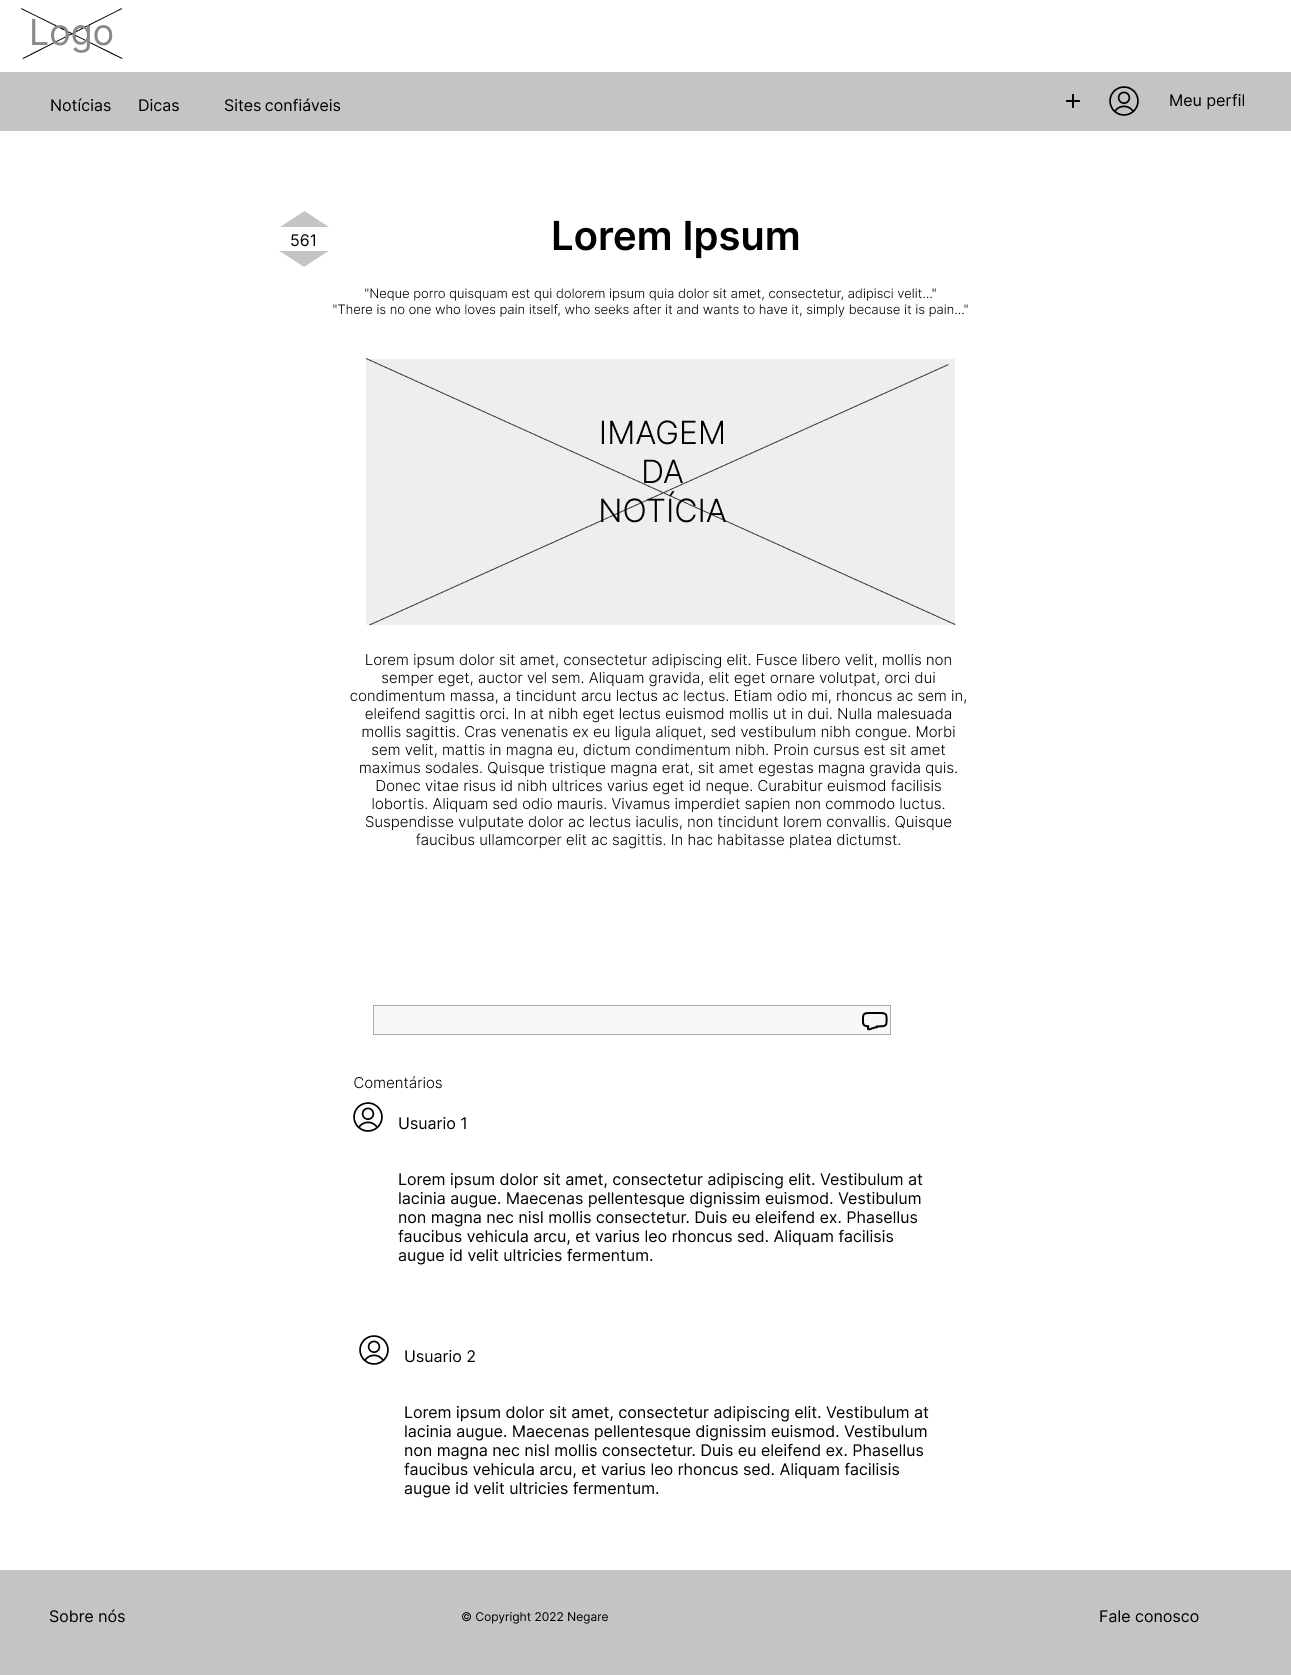 Logo
Notícias Dicas Sites confiáveis + Meu perfil
561
Lorem Ipsum
"Neque porro quisquam est qui dolorem ipsum quia dolor sit amet, consectetur, adipisci velit..."
"There is no one who loves pain itself, who seeks after it and wants to have it, simply because it is pain..."
IMAGEM
DA
NOTÍCIA
Lorem ipsum dolor sit amet, consectetur adipiscing elit. Fusce libero velit, mollis non
semper eget, auctor vel sem. Aliquam gravida, elit eget ornare volutpat, orci dui
condimentum massa, a tincidunt arcu lectus ac lectus. Etiam odio mi, rhoncus ac sem in,
eleifend sagittis orci. In at nibh eget lectus euismod mollis ut in dui. Nulla malesuada
mollis sagittis. Cras venenatis ex eu ligula aliquet, sed vestibulum nibh congue. Morbi
sem velit, mattis in magna eu, dictum condimentum nibh. Proin cursus est sit amet
maximus sodales. Quisque tristique magna erat, sit amet egestas magna gravida quis.
Donec vitae risus id nibh ultrices varius eget id neque. Curabitur euismod facilisis
lobortis. Aliquam sed odio mauris. Vivamus imperdiet sapien non commodo luctus.
Suspendisse vulputate dolor ac lectus iaculis, non tincidunt lorem convallis. Quisque
faucibus ullamcorper elit ac sagittis. In hac habitasse platea dictumst.
Comentários
Usuario 1
Lorem ipsum dolor sit amet, consectetur adipiscing elit. Vestibulum at
lacinia augue. Maecenas pellentesque dignissim euismod. Vestibulum
non magna nec nisl mollis consectetur. Duis eu eleifend ex. Phasellus
faucibus vehicula arcu, et varius leo rhoncus sed. Aliquam facilisis
augue id velit ultricies fermentum.
Usuario 2
Lorem ipsum dolor sit amet, consectetur adipiscing elit. Vestibulum at
lacinia augue. Maecenas pellentesque dignissim euismod. Vestibulum
non magna nec nisl mollis consectetur. Duis eu eleifend ex. Phasellus
faucibus vehicula arcu, et varius leo rhoncus sed. Aliquam facilisis
augue id velit ultricies fermentum.
Sobre nós © Copyright 2022 Negare Fale conosco